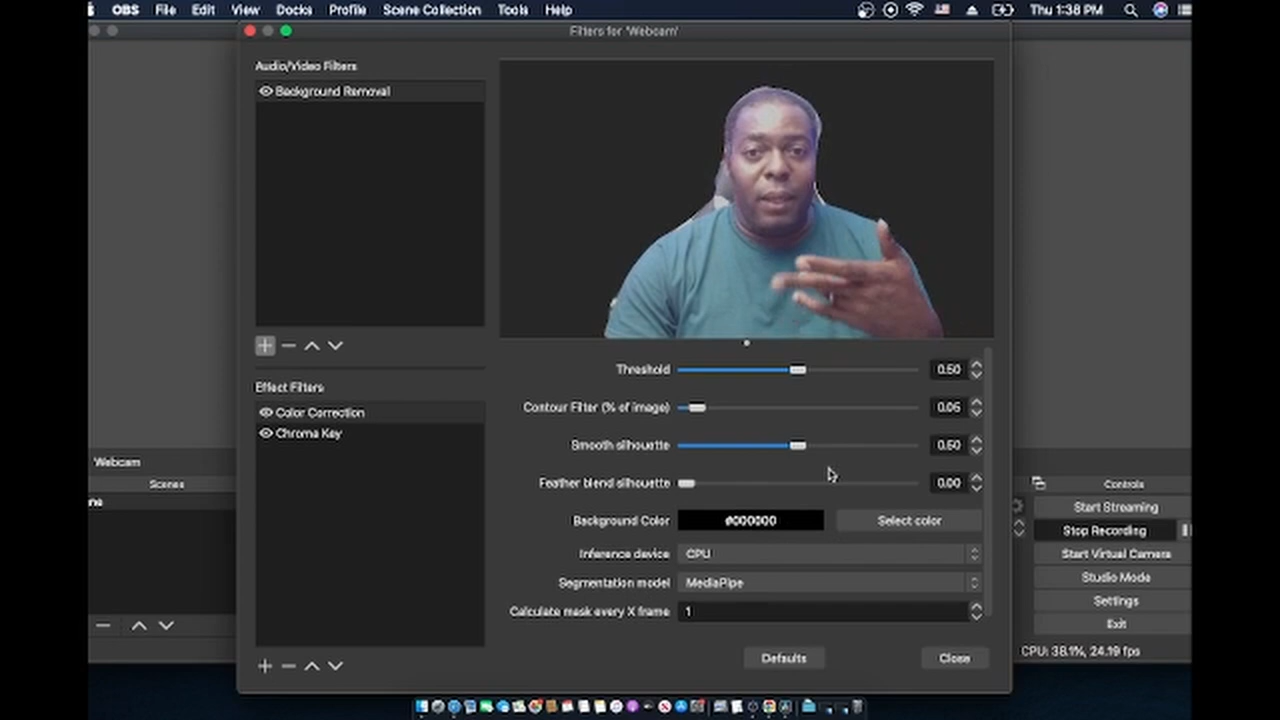 OBS File Edit View Docks Profile Scene Collection Tools Help Thu 1:38 PM
Filters for 'Webcam'
Audio/Video Filters
Background Removal
Effect Filters
Color Correction
Chroma Key
Threshold 0.50
Contour Filter (% of image) 0.05
Smooth silhouette 0.50
Feather blend silhouette 0.00
Background Color #000000 Select color
Inference device CPU
Segmentation model MediaPipe
Calculate mask every X frame 1
Defaults Close
Webcam
Scenes
ne
Controls
Start Streaming
Stop Recording
Start Virtual Camera
Studio Mode
Settings
Exit
CPU: 38.1%, 24.19 fps